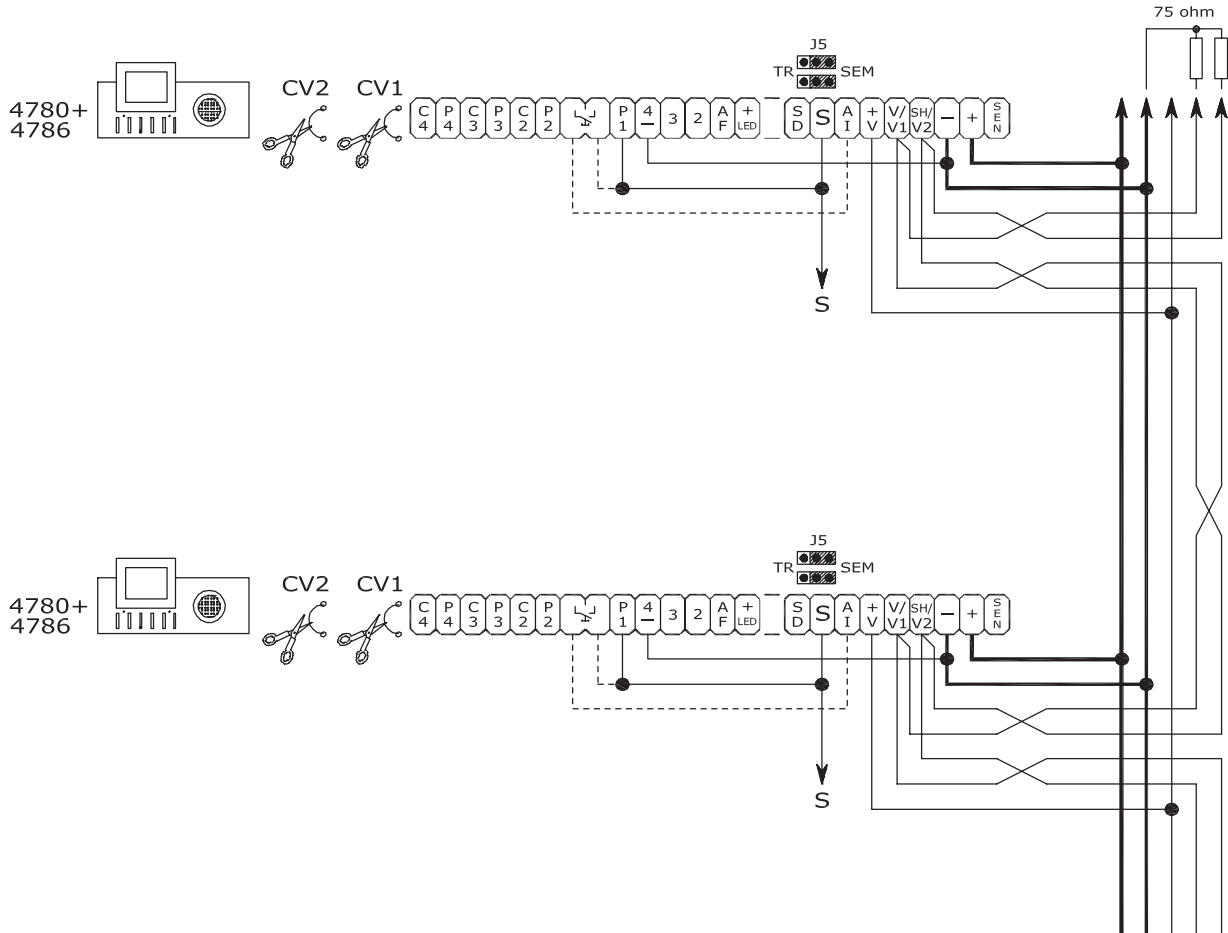 75 ohm
J5
TR SEM
4780+
4786
CV2 CV1
C4 P4 C3 P3 C2 P2 P1 4– 3 2 AF +LED SD S AI +V V/V1 SH/V2 – + SEN
S
J5
TR SEM
4780+
4786
CV2 CV1
C4 P4 C3 P3 C2 P2 P1 4– 3 2 AF +LED SD S AI +V V/V1 SH/V2 – + SEN
S